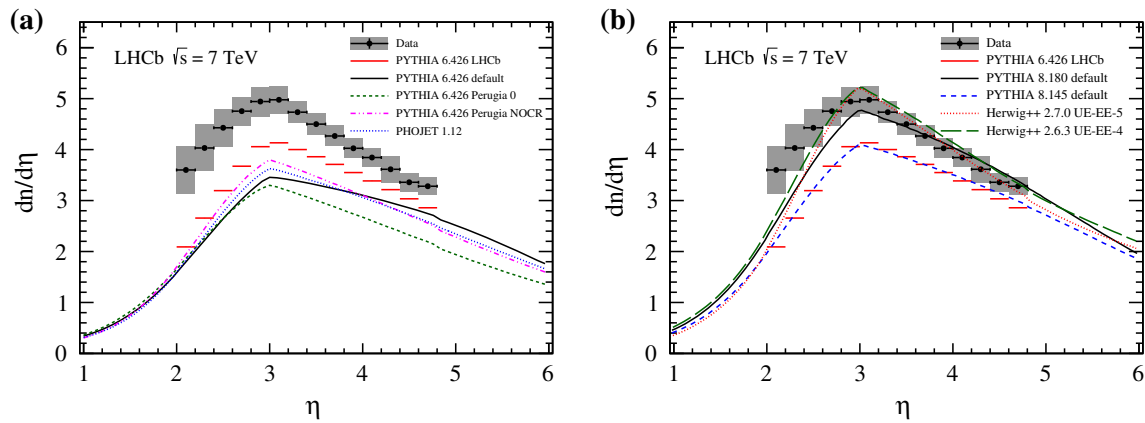 (a)
LHCb √s = 7 TeV
Data
PYTHIA 6.426 LHCb
PYTHIA 6.426 default
PYTHIA 6.426 Perugia 0
PYTHIA 6.426 Perugia NOCR
PHOJET 1.12
dn/dη
6
5
4
3
2
1
0
1 2 3 4 5 6
η
(b)
LHCb √s = 7 TeV
Data
PYTHIA 6.426 LHCb
PYTHIA 8.180 default
PYTHIA 8.145 default
Herwig++ 2.7.0 UE-EE-5
Herwig++ 2.6.3 UE-EE-4
dn/dη
6
5
4
3
2
1
0
1 2 3 4 5 6
η